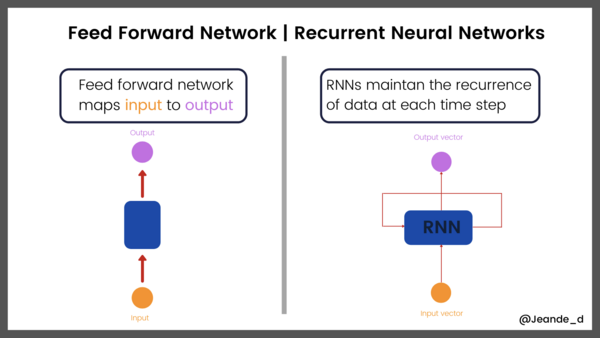 Feed Forward Network | Recurrent Neural Networks
Feed forward network
maps input to output
Output
Input
RNNs maintan the recurrence
of data at each time step
Output vector
RNN
Input vector
@Jeande_d